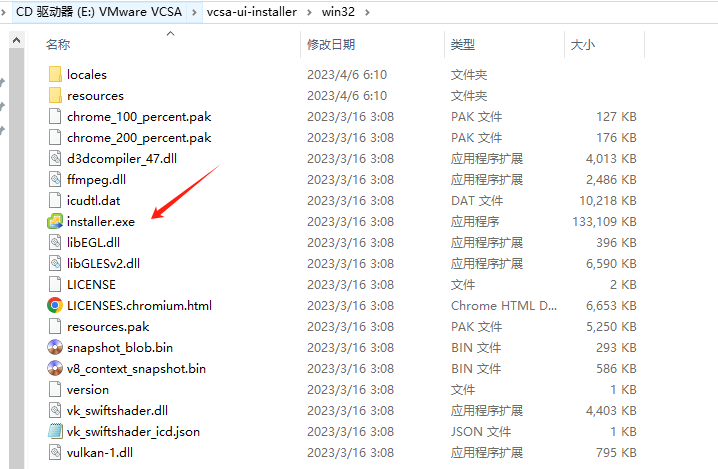 CD 驱动器 (E:) VMware VCSA > vcsa-ui-installer > win32 >
名称 修改日期 类型 大小
locales 2023/4/6 6:10 文件夹
resources 2023/4/6 6:10 文件夹
chrome_100_percent.pak 2023/3/16 3:08 PAK 文件 127 KB
chrome_200_percent.pak 2023/3/16 3:08 PAK 文件 176 KB
d3dcompiler_47.dll 2023/3/16 3:08 应用程序扩展 4,013 KB
ffmpeg.dll 2023/3/16 3:08 应用程序扩展 2,486 KB
icudtl.dat 2023/3/16 3:08 DAT 文件 10,218 KB
installer.exe 2023/3/16 3:08 应用程序 133,109 KB
libEGL.dll 2023/3/16 3:08 应用程序扩展 396 KB
libGLESv2.dll 2023/3/16 3:08 应用程序扩展 6,590 KB
LICENSE 2023/3/16 3:08 文件 2 KB
LICENSES.chromium.html 2023/3/16 3:08 Chrome HTML D... 6,653 KB
resources.pak 2023/3/16 3:08 PAK 文件 5,250 KB
snapshot_blob.bin 2023/3/16 3:08 BIN 文件 293 KB
v8_context_snapshot.bin 2023/3/16 3:08 BIN 文件 586 KB
version 2023/3/16 3:08 文件 1 KB
vk_swiftshader.dll 2023/3/16 3:08 应用程序扩展 4,403 KB
vk_swiftshader_icd.json 2023/3/16 3:08 JSON 文件 1 KB
vulkan-1.dll 2023/3/16 3:08 应用程序扩展 795 KB